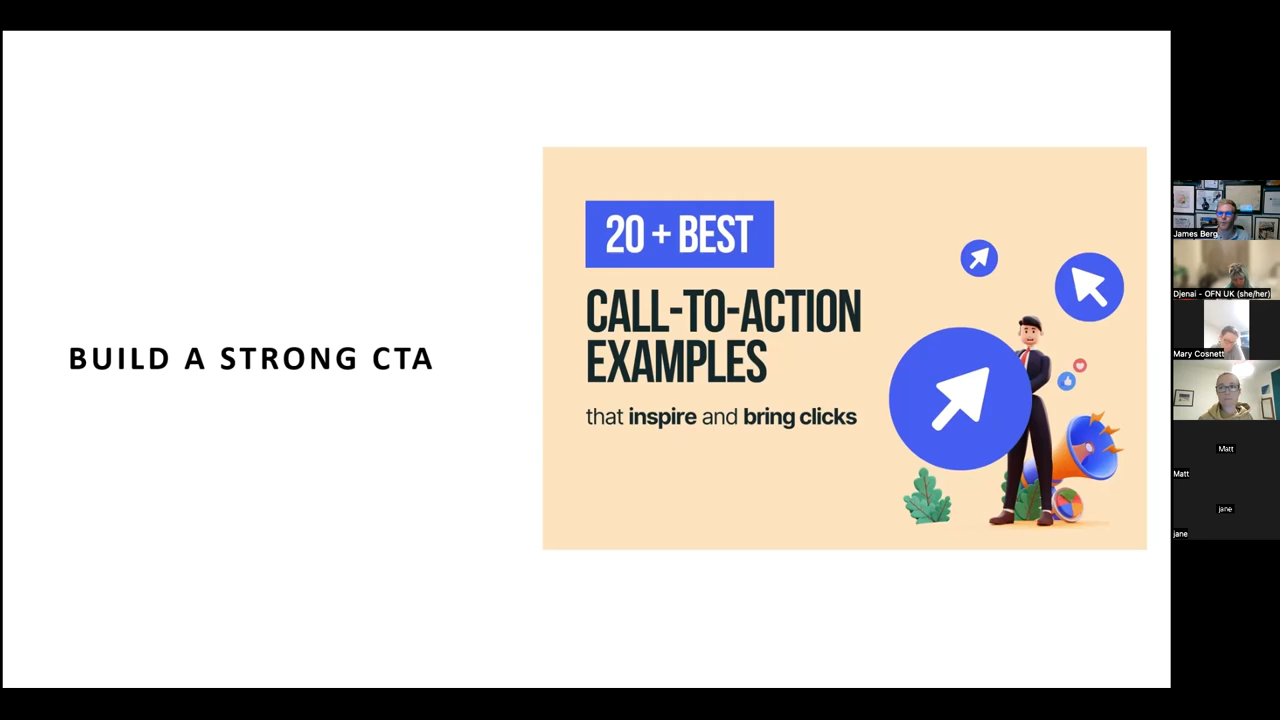 BUILD A STRONG CTA
20 + BEST
CALL-TO-ACTION
EXAMPLES
that inspire and bring clicks
James Berg
Djenai - OFN UK (she/her)
Mary Cosnett
Matt
Matt
jane
jane